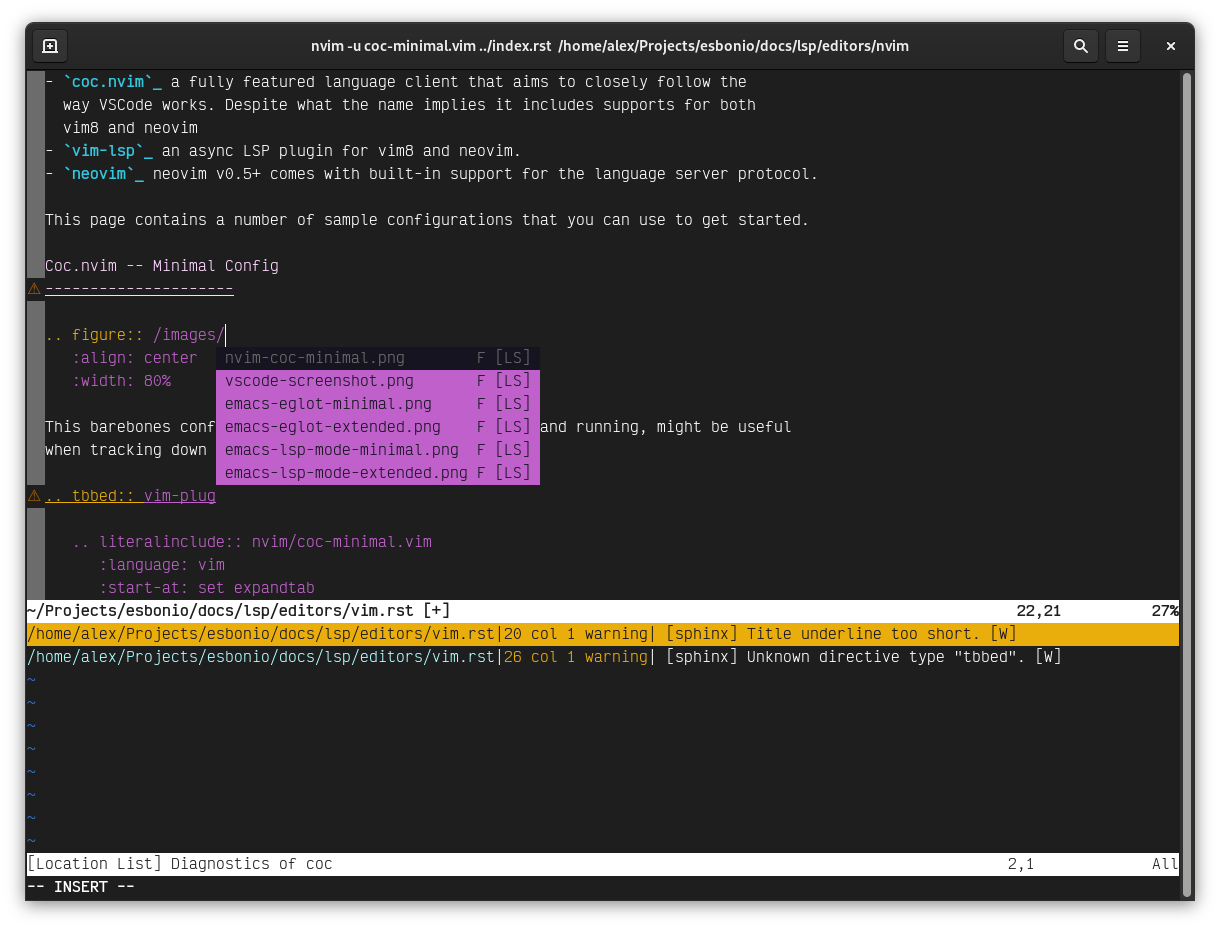 nvim -u coc-minimal.vim ../index.rst /home/alex/Projects/esbonio/docs/lsp/editors/nvim
- `coc.nvim`_ a fully featured language client that aims to closely follow the
way VSCode works. Despite what the name implies it includes supports for both
vim8 and neovim
- `vim-lsp`_ an async LSP plugin for vim8 and neovim.
- `neovim`_ neovim v0.5+ comes with built-in support for the language server protocol.
This page contains a number of sample configurations that you can use to get started.
Coc.nvim -- Minimal Config
⚠ ---------------------
.. figure:: /images/
:align: center nvim-coc-minimal.png F [LS]
:width: 80% vscode-screenshot.png F [LS]
emacs-eglot-minimal.png F [LS]
This barebones conf emacs-eglot-extended.png F [LS] and running, might be useful
when tracking down emacs-lsp-mode-minimal.png F [LS]
emacs-lsp-mode-extended.png F [LS]
⚠ .. tbbed:: vim-plug
.. literalinclude:: nvim/coc-minimal.vim
:language: vim
:start-at: set expandtab
~/Projects/esbonio/docs/lsp/editors/vim.rst [+] 22,21 27%
/home/alex/Projects/esbonio/docs/lsp/editors/vim.rst|20 col 1 warning| [sphinx] Title underline too short. [W]
/home/alex/Projects/esbonio/docs/lsp/editors/vim.rst|26 col 1 warning| [sphinx] Unknown directive type "tbbed". [W]
~
~
~
~
~
~
~
~
[Location List] Diagnostics of coc 2,1 All
-- INSERT --